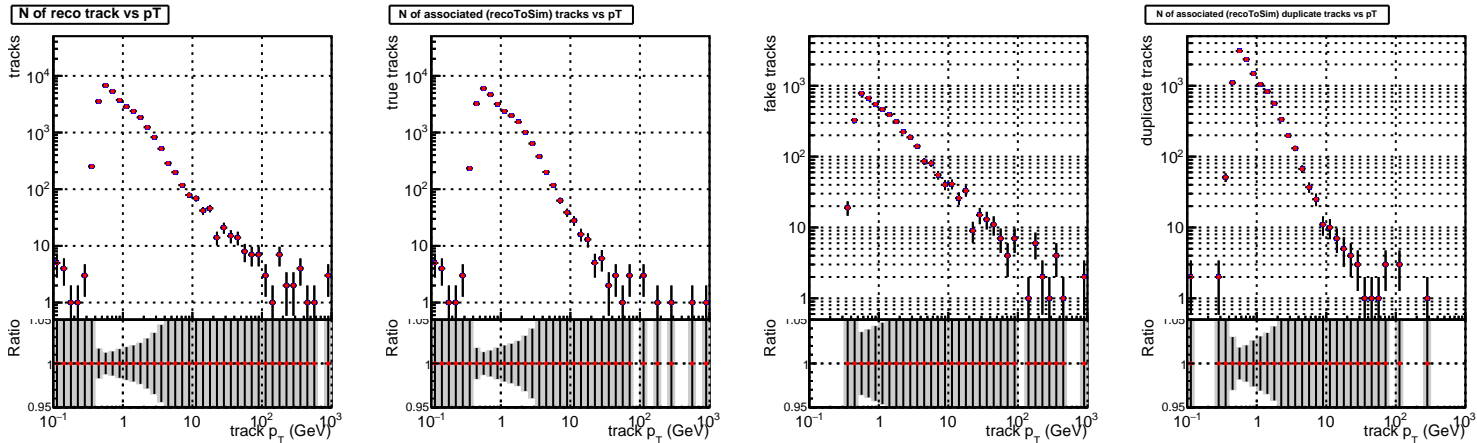 N of reco track vs pT
tracks
10⁴
10³
10²
10
1
1.05
Ratio
1
0.95
10⁻¹ 1 10 10² 10³
track p_T (GeV)
N of associated (recoToSim) tracks vs pT
true tracks
10⁴
10³
10²
10
1
1.05
Ratio
1
0.95
10⁻¹ 1 10 10² 10³
track p_T (GeV)
fake tracks
10³
10²
10
1
1.05
Ratio
1
0.95
10⁻¹ 1 10 10² 10³
track p_T (GeV)
N of associated (recoToSim) duplicate tracks vs pT
duplicate tracks
10³
10²
10
1
1.05
Ratio
1
0.95
10⁻¹ 1 10 10² 10³
track p_T (GeV)